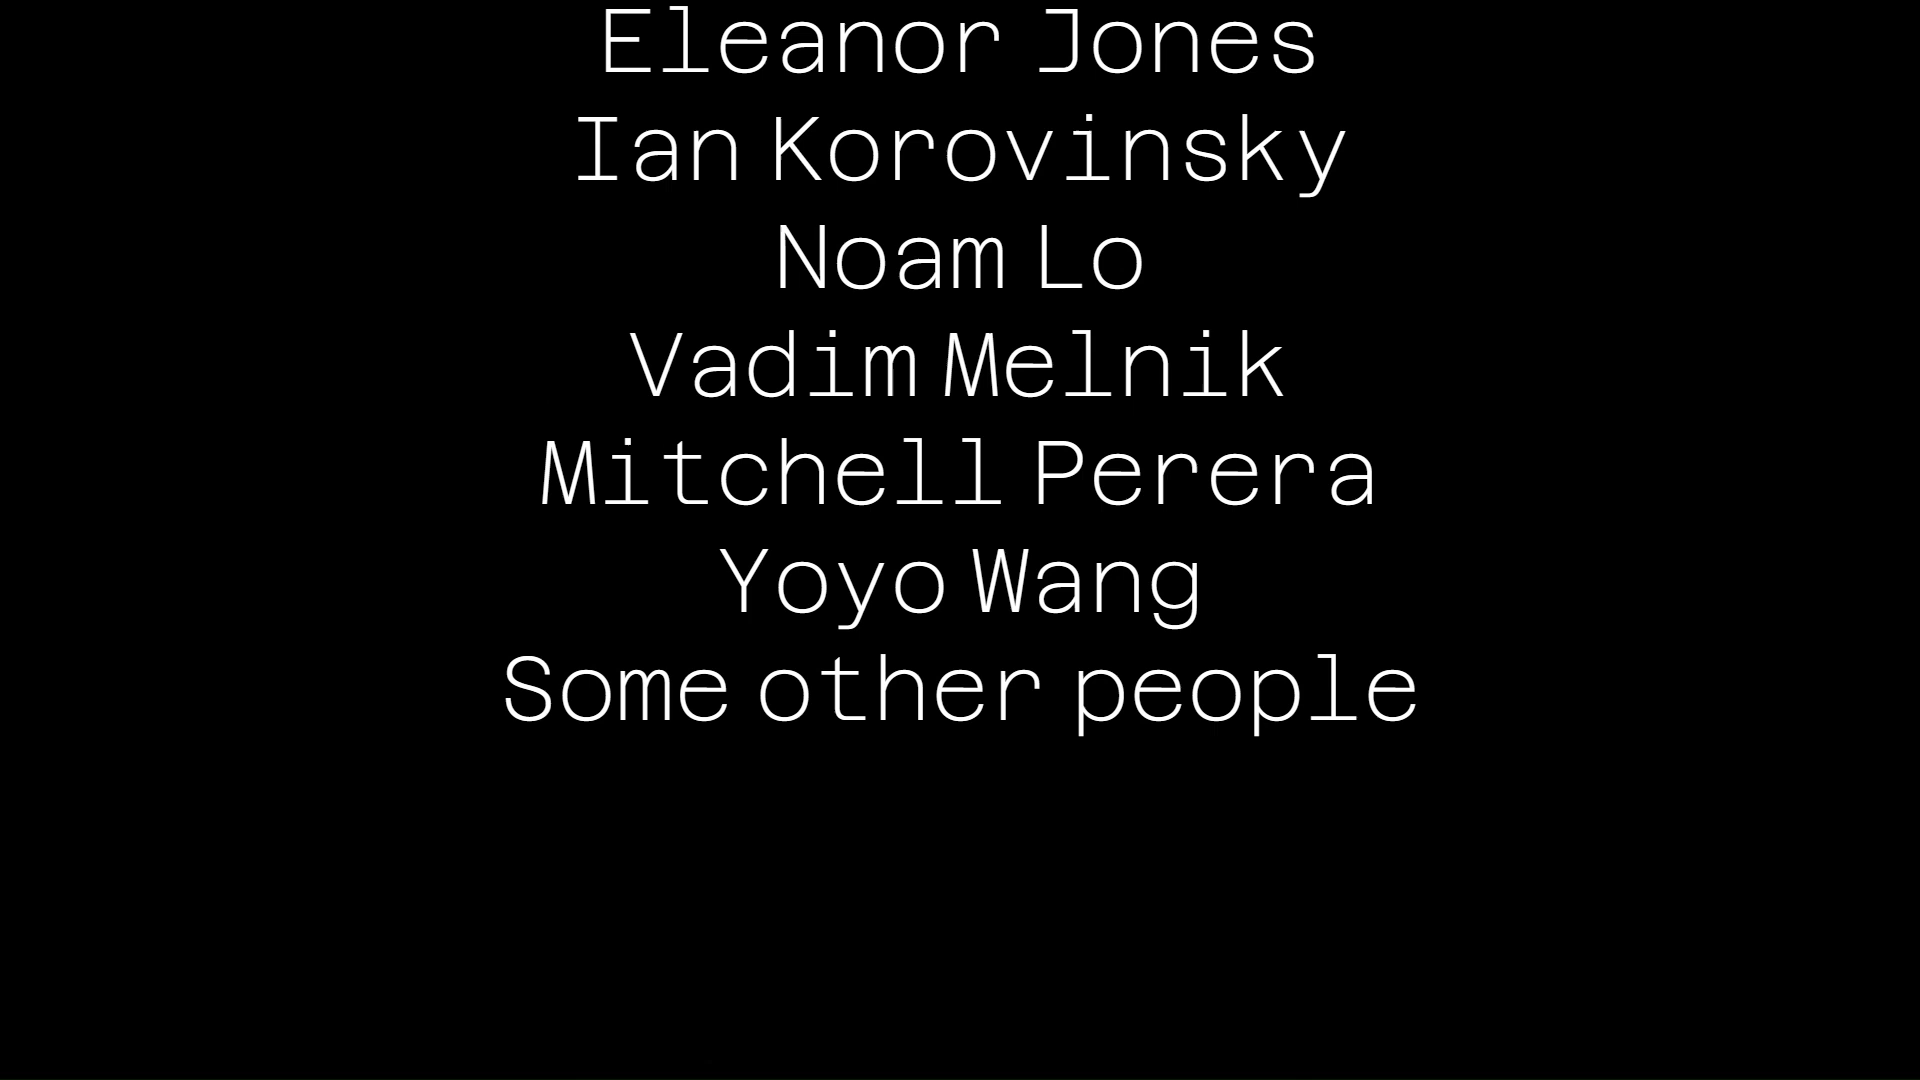 Eleanor Jones
Ian Korovinsky
Noam Lo
Vadim Melnik
Mitchell Perera
Yoyo Wang
Some other people